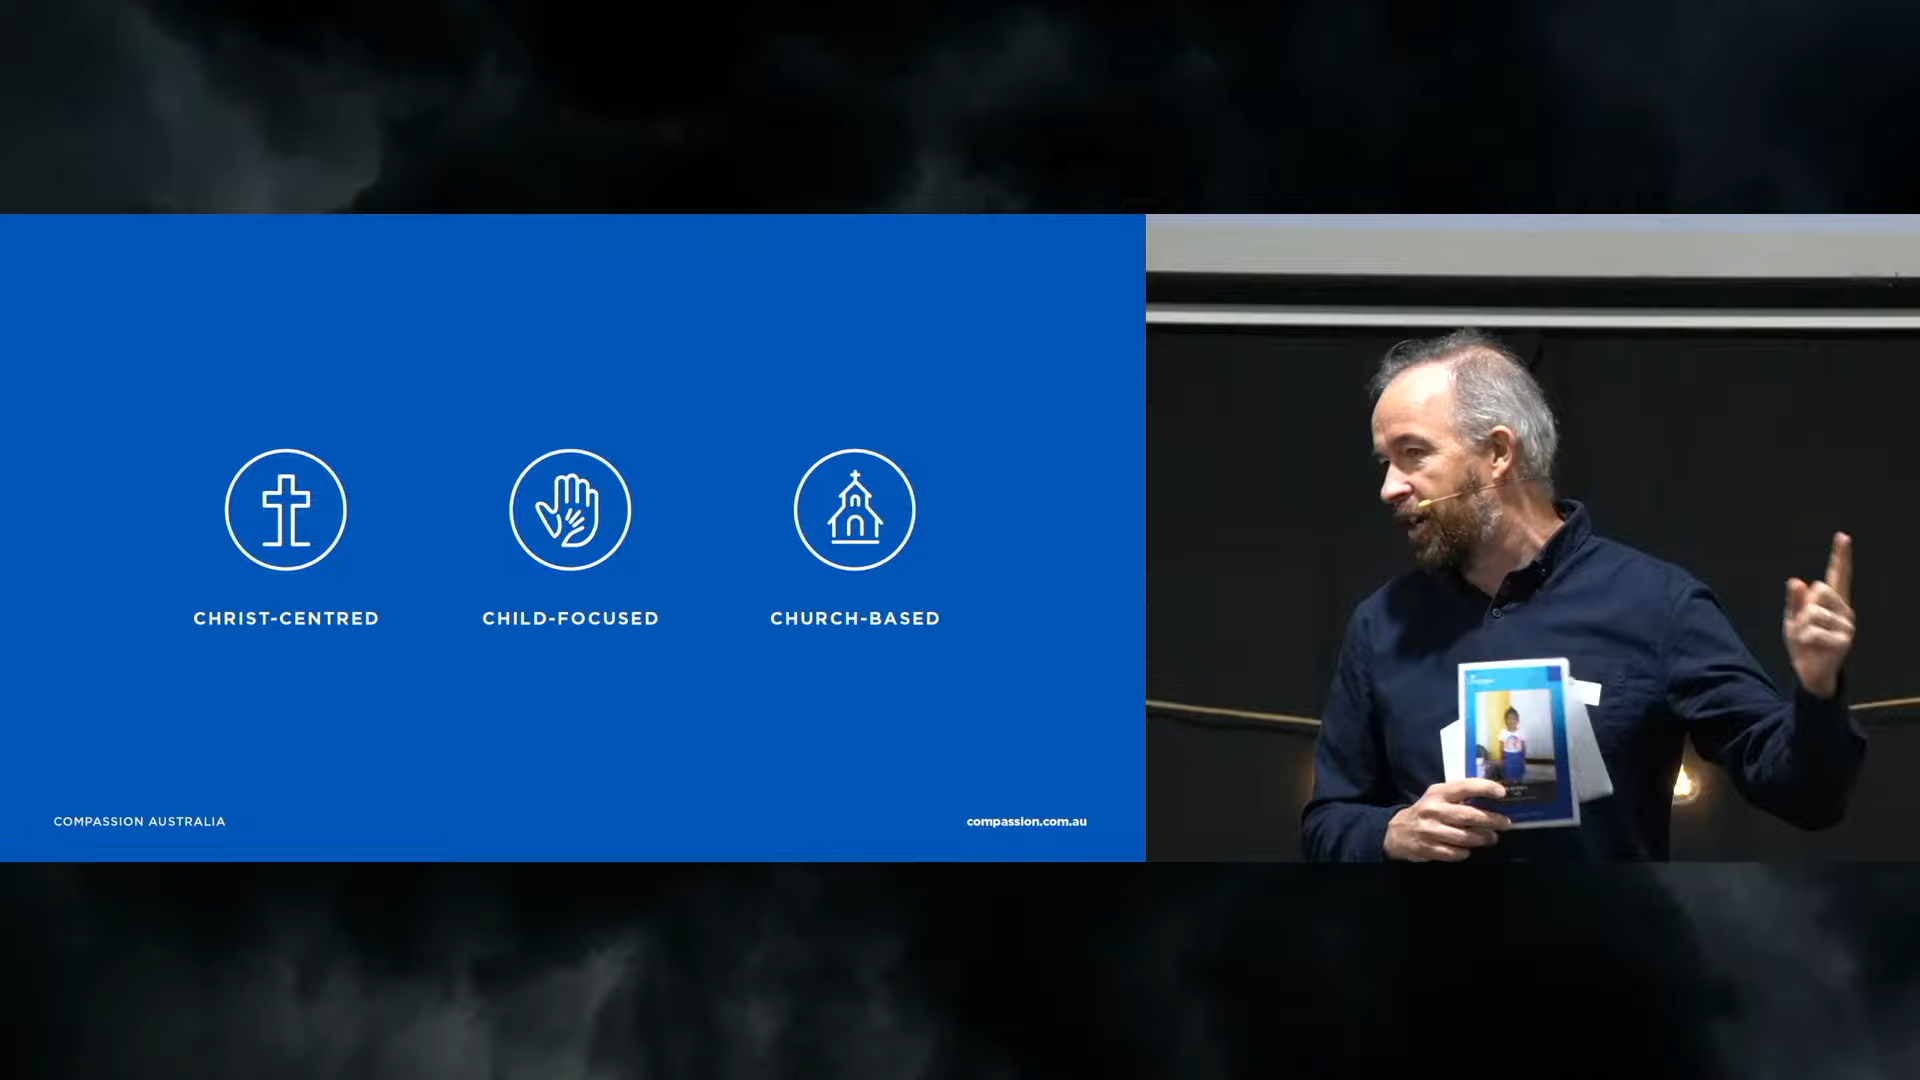 CHRIST-CENTRED
CHILD-FOCUSED
CHURCH-BASED
COMPASSION AUSTRALIA
compassion.com.au